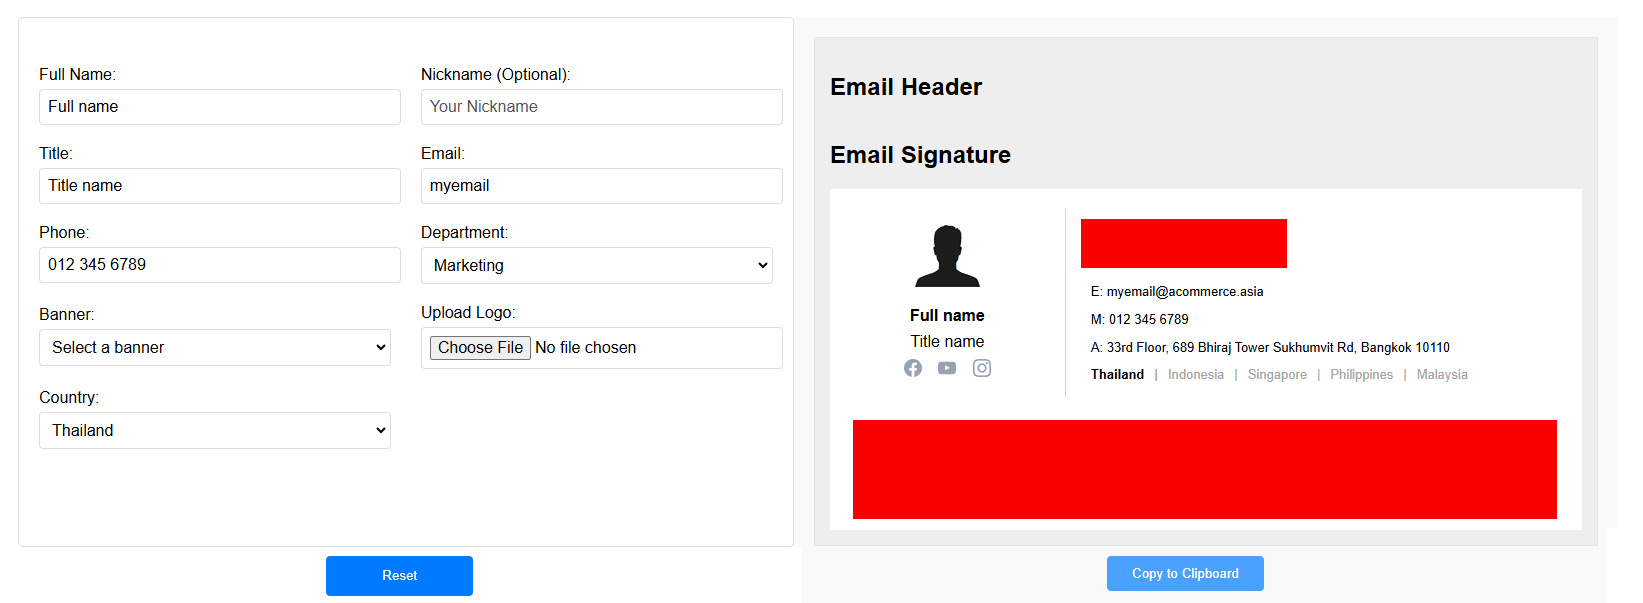 Full Name:
Full name
Nickname (Optional):
Your Nickname
Title:
Title name
Email:
myemail
Phone:
012 345 6789
Department:
Marketing
Banner:
Select a banner
Upload Logo:
Choose File No file chosen
Country:
Thailand
Reset
Email Header
Email Signature
Full name
Title name
E: myemail@acommerce.asia
M: 012 345 6789
A: 33rd Floor, 689 Bhiraj Tower Sukhumvit Rd, Bangkok 10110
Thailand | Indonesia | Singapore | Philippines | Malaysia
Copy to Clipboard